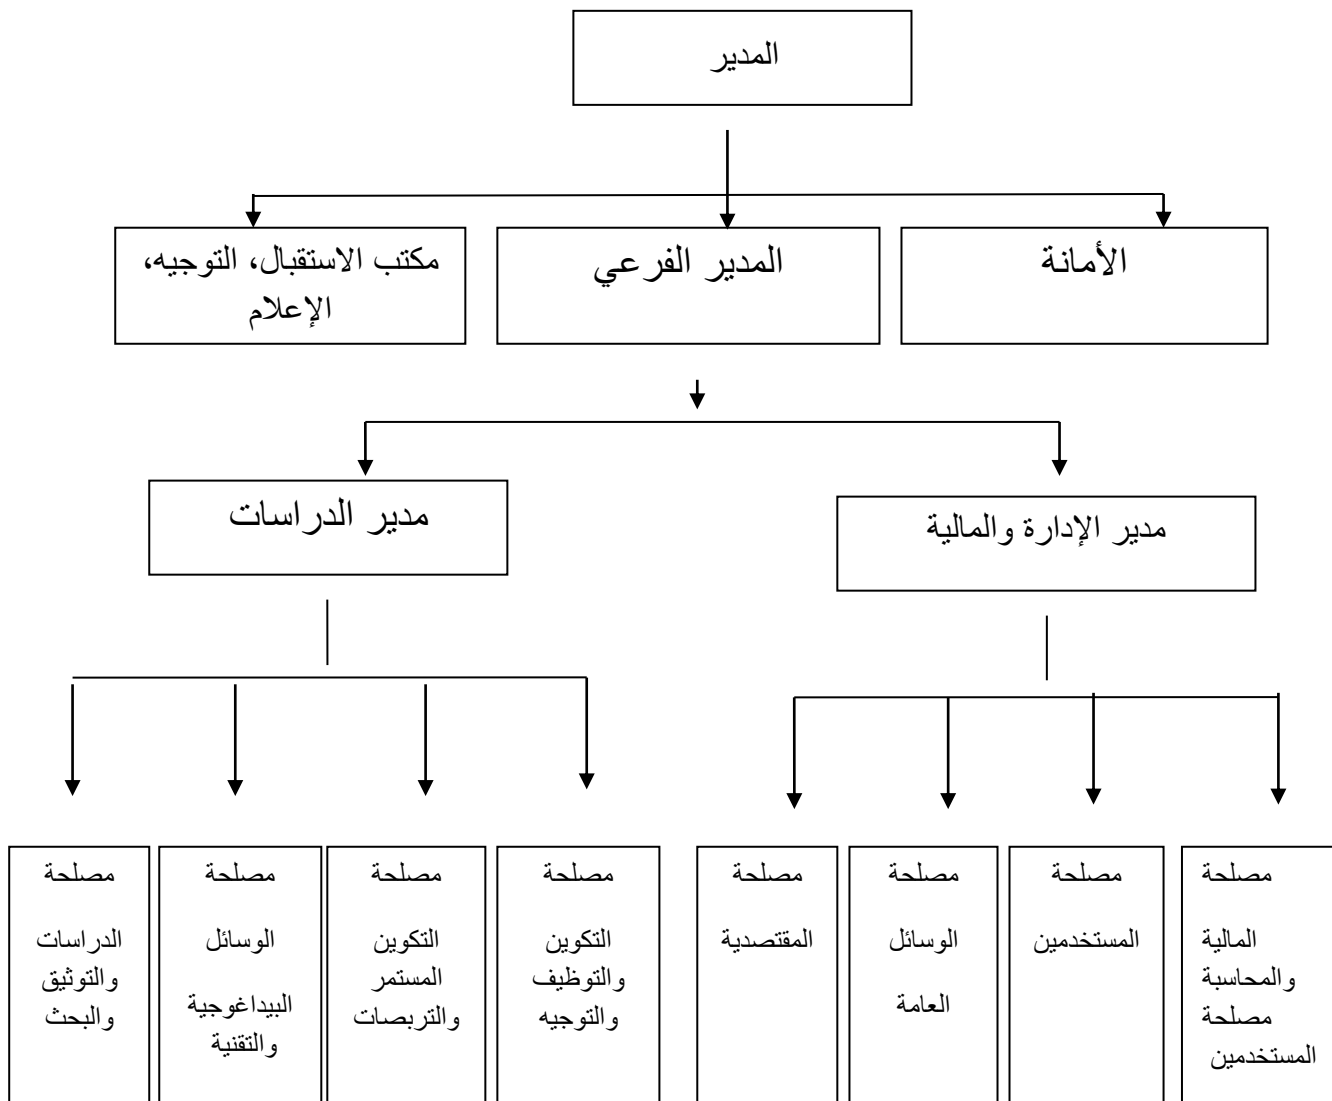 المدير
الأمانة
المدير الفرعي
مكتب الاستقبال، التوجيه،
الإعلام
مدير الإدارة والمالية
مدير الدراسات
مصلحة
المالية
والمحاسبة
مصلحة
المستخدمين
مصلحة
المستخدمين
مصلحة
الوسائل
العامة
مصلحة
المقتصدية
مصلحة
التكوين
والتوظيف
والتوجيه
مصلحة
التكوين
المستمر
والتربصات
مصلحة
الوسائل
البيداغوجية
والتقنية
مصلحة
الدراسات
والتوثيق
والبحث